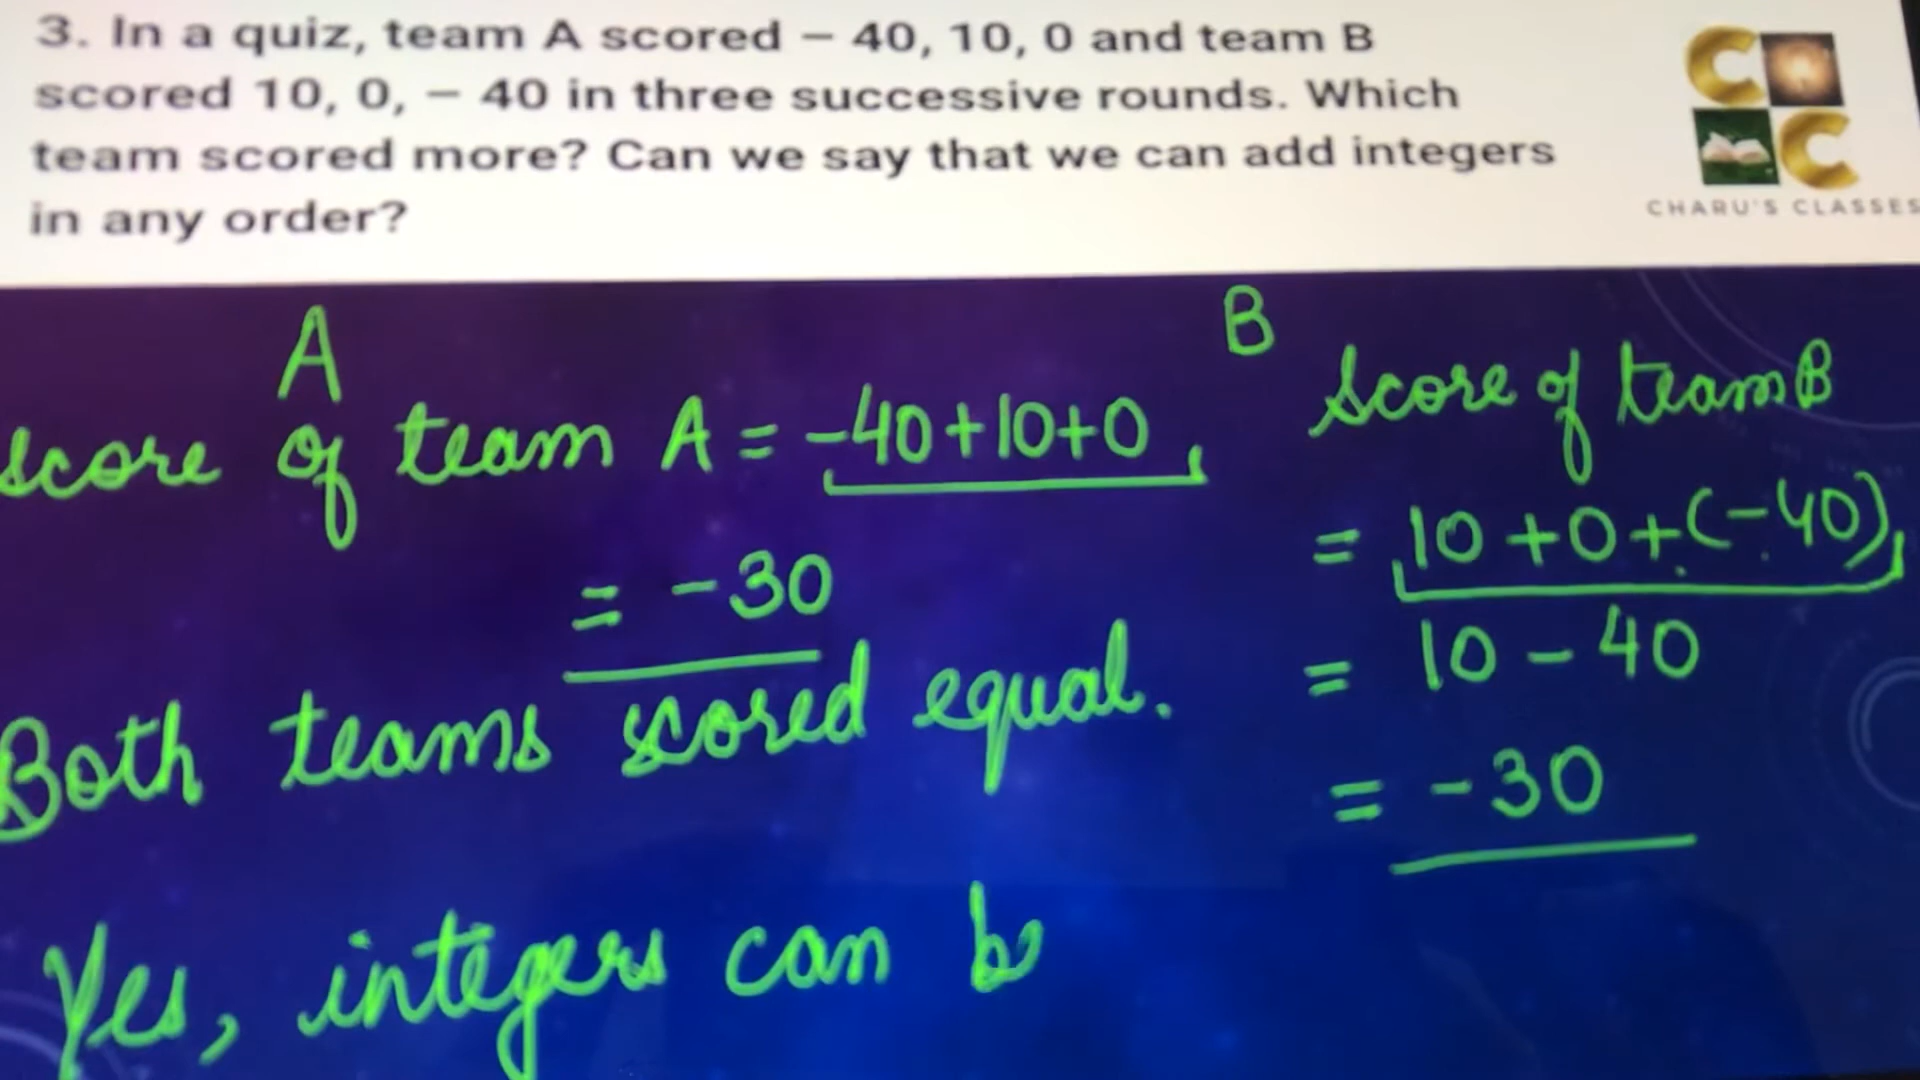 3. In a quiz, team A scored – 40, 10, 0 and team B
scored 10, 0, – 40 in three successive rounds. Which
team scored more? Can we say that we can add integers
in any order?
CHARU'S CLASSES
A
Score of team A = -40+10+0
= -30
B
Score of team B
= 10 +0+(-40)
= 10 - 40
= -30
Both teams scored equal.
Yes, integers can b